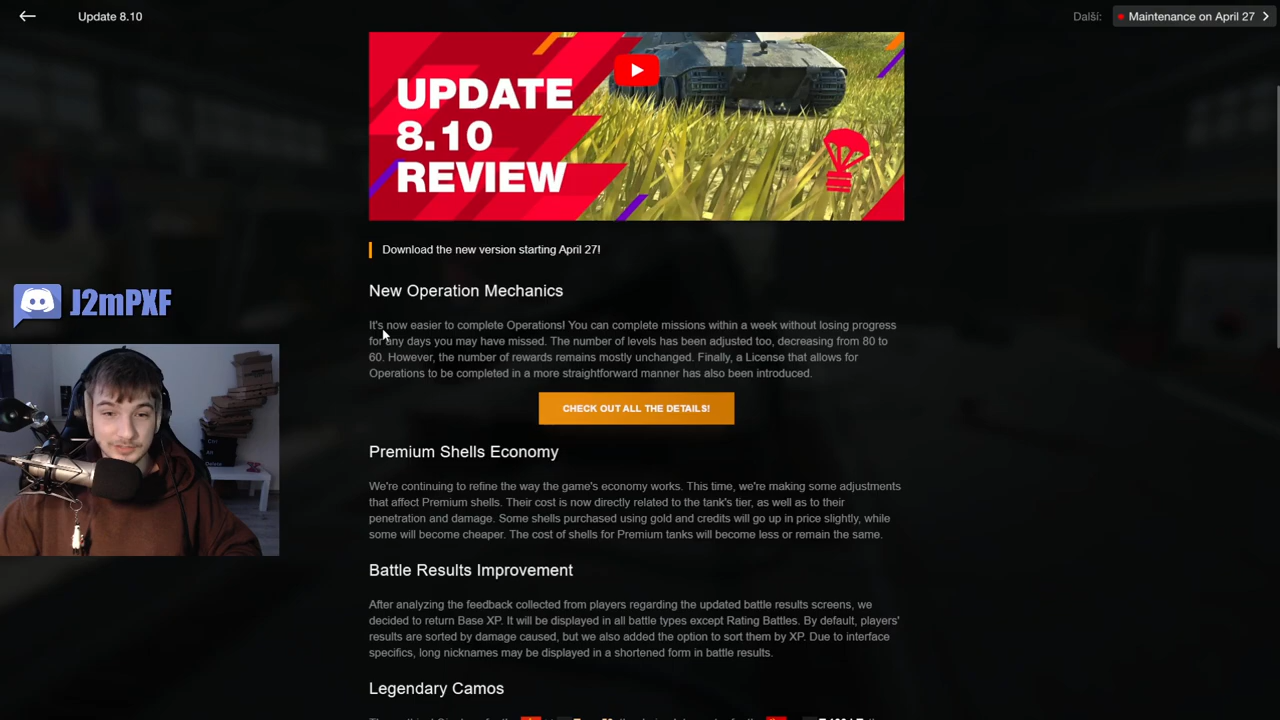 Update 8.10
Další:
Maintenance on April 27
UPDATE
8.10
REVIEW
Download the new version starting April 27!
New Operation Mechanics
It's now easier to complete Operations! You can complete missions within a week without losing progress
for any days you may have missed. The number of levels has been adjusted too, decreasing from 80 to
60. However, the number of rewards remains mostly unchanged. Finally, a License that allows for
Operations to be completed in a more straightforward manner has also been introduced.
CHECK OUT ALL THE DETAILS!
J2mPXF
Premium Shells Economy
We're continuing to refine the way the game's economy works. This time, we're making some adjustments
that affect Premium shells. Their cost is now directly related to the tank's tier, as well as to their
penetration and damage. Some shells purchased using gold and credits will go up in price slightly, while
some will become cheaper. The cost of shells for Premium tanks will become less or remain the same.
Battle Results Improvement
After analyzing the feedback collected from players regarding the updated battle results screens, we
decided to return Base XP. It will be displayed in all battle types except Rating Battles. By default, players'
results are sorted by damage caused, but we also added the option to sort them by XP. Due to interface
specifics, long nicknames may be displayed in a shortened form in battle results.
Legendary Camos